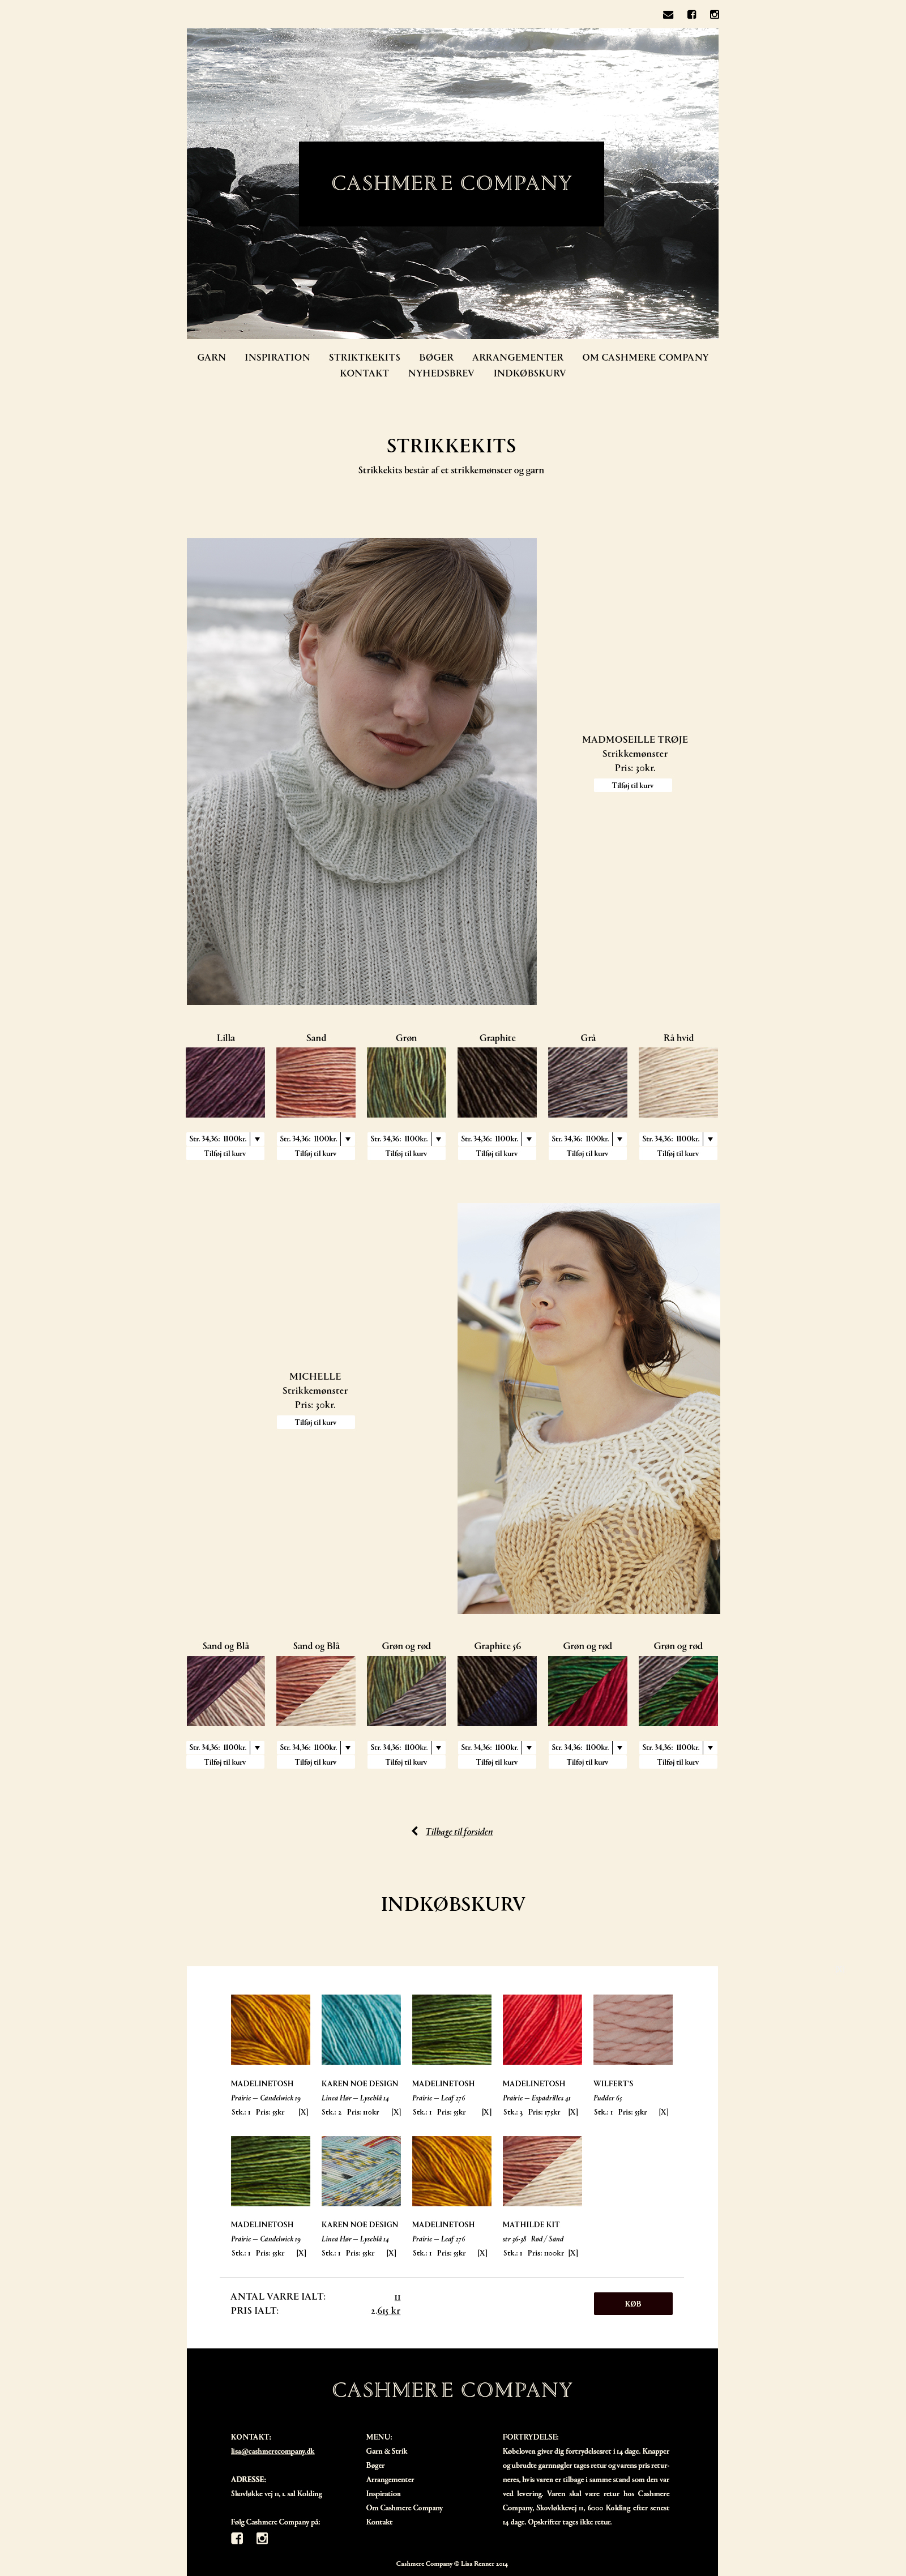 CASHMERE COMPANY
GARN INSPIRATION STRIKTKEKITS BØGER ARRANGEMENTER OM CASHMERE COMPANY
KONTAKT NYHEDSBREV INDKØBSKURV
STRIKKEKITS
Strikkekits består af et strikkemønster og garn
MADMOSEILLE TRØJE
Strikkemønster
Pris: 30kr.
Tilføj til kurv
Lilla Sand Grøn Graphite Grå Rå hvid
Str. 34,36: 1100kr. Str. 34,36: 1100kr. Str. 34,36: 1100kr. Str. 34,36: 1100kr. Str. 34,36: 1100kr. Str. 34,36: 1100kr.
Tilføj til kurv Tilføj til kurv Tilføj til kurv Tilføj til kurv Tilføj til kurv Tilføj til kurv
MICHELLE
Strikkemønster
Pris: 30kr.
Tilføj til kurv
Sand og Blå Sand og Blå Grøn og rød Graphite 56 Grøn og rød Grøn og rød
Str. 34,36: 1100kr. Str. 34,36: 1100kr. Str. 34,36: 1100kr. Str. 34,36: 1100kr. Str. 34,36: 1100kr. Str. 34,36: 1100kr.
Tilføj til kurv Tilføj til kurv Tilføj til kurv Tilføj til kurv Tilføj til kurv Tilføj til kurv
Tilbage til forsiden
INDKØBSKURV
MADELINETOSH KAREN NOE DESIGN MADELINETOSH MADELINETOSH WILFERT'S
Prairie – Candelwick 19 Linea Hør – Lyseblå 14 Prairie – Leaf 276 Prairie – Espadrilles 41 Pudder 65
Stk.: 1 Pris: 55kr [X] Stk.: 2 Pris: 110kr [X] Stk.: 1 Pris: 55kr [X] Stk.: 3 Pris: 175kr [X] Stk.: 1 Pris: 55kr [X]
MADELINETOSH KAREN NOE DESIGN MADELINETOSH MATHILDE KIT
Prairie – Candelwick 19 Linea Hør – Lyseblå 14 Prairie – Leaf 276 str 36-38 Rød / Sand
Stk.: 1 Pris: 55kr [X] Stk.: 1 Pris: 55kr [X] Stk.: 1 Pris: 55kr [X] Stk.: 1 Pris: 1100kr [X]
ANTAL VARRE IALT: 11
PRIS IALT: 2.615 kr
KØB
CASHMERE COMPANY
KONTAKT:
lisa@cashmerecompany.dk
ADRESSE:
Skovløkke vej 11, 1. sal Kolding
Følg Cashmere Company på:
MENU:
Garn & Strik
Bøger
Arrangementer
Inspiration
Om Cashmere Company
Kontakt
FORTRYDELSE:
Købeloven giver dig fortrydelsesret i 14 dage. Knapper
og ubrudte garnnøgler tages retur og varens pris retur-
neres, hvis varen er tilbage i samme stand som den var
ved levering. Varen skal være retur hos Cashmere
Company, Skovløkkevej 11, 6000 Kolding efter senest
14 dage. Opskrifter tages ikke retur.
Cashmere Company © Lisa Renner 2014